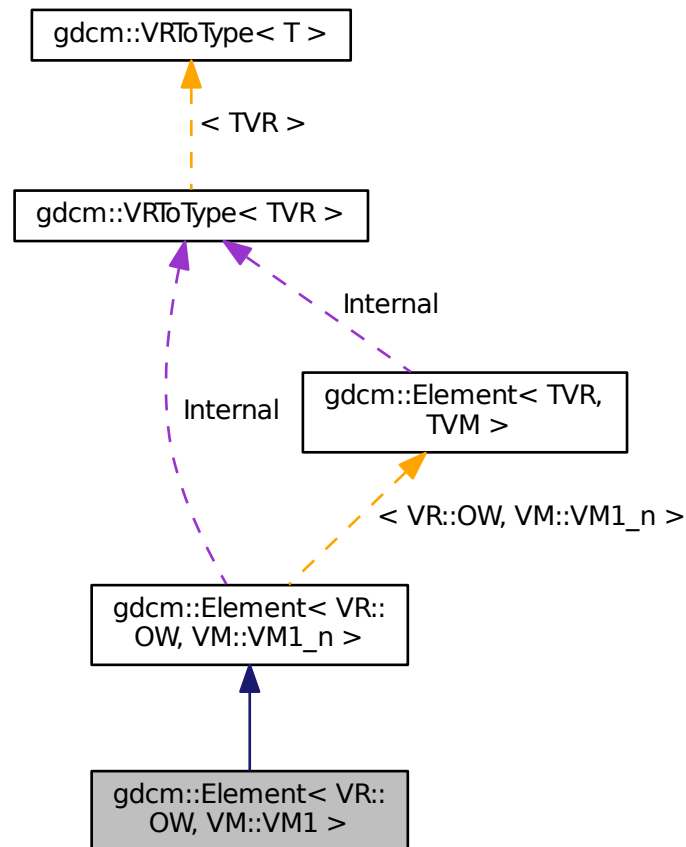 gdcm::VRToType< T >
< TVR >
gdcm::VRToType< TVR >
Internal
gdcm::Element< TVR,
TVM >
Internal
< VR::OW, VM::VM1_n >
gdcm::Element< VR::
OW, VM::VM1_n >
gdcm::Element< VR::
OW, VM::VM1 >